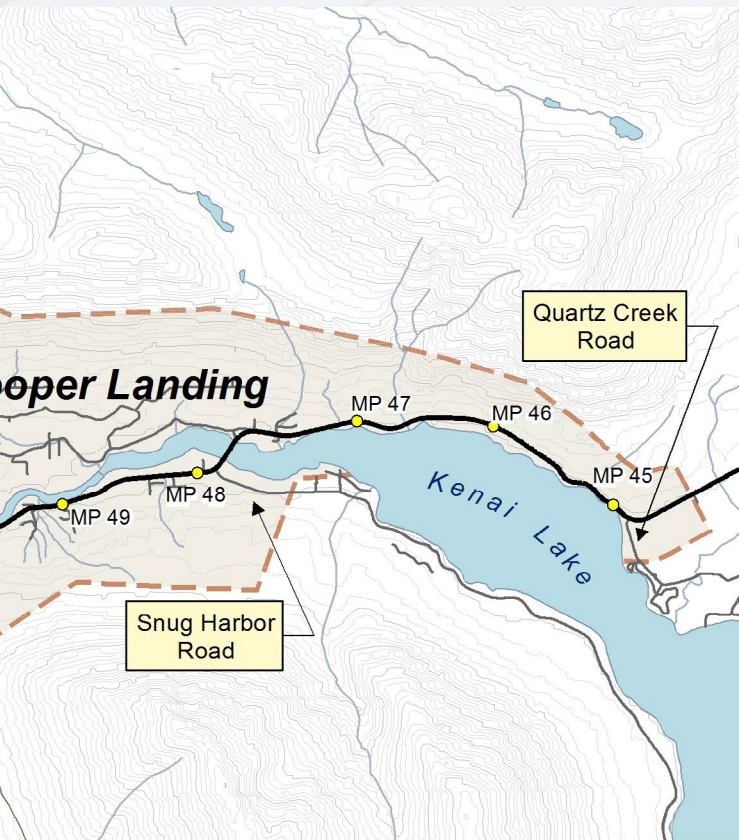 Quartz Creek
Road
ooper Landing
MP 47
MP 46
MP 45
MP 48
MP 49
Kenai Lake
Snug Harbor
Road